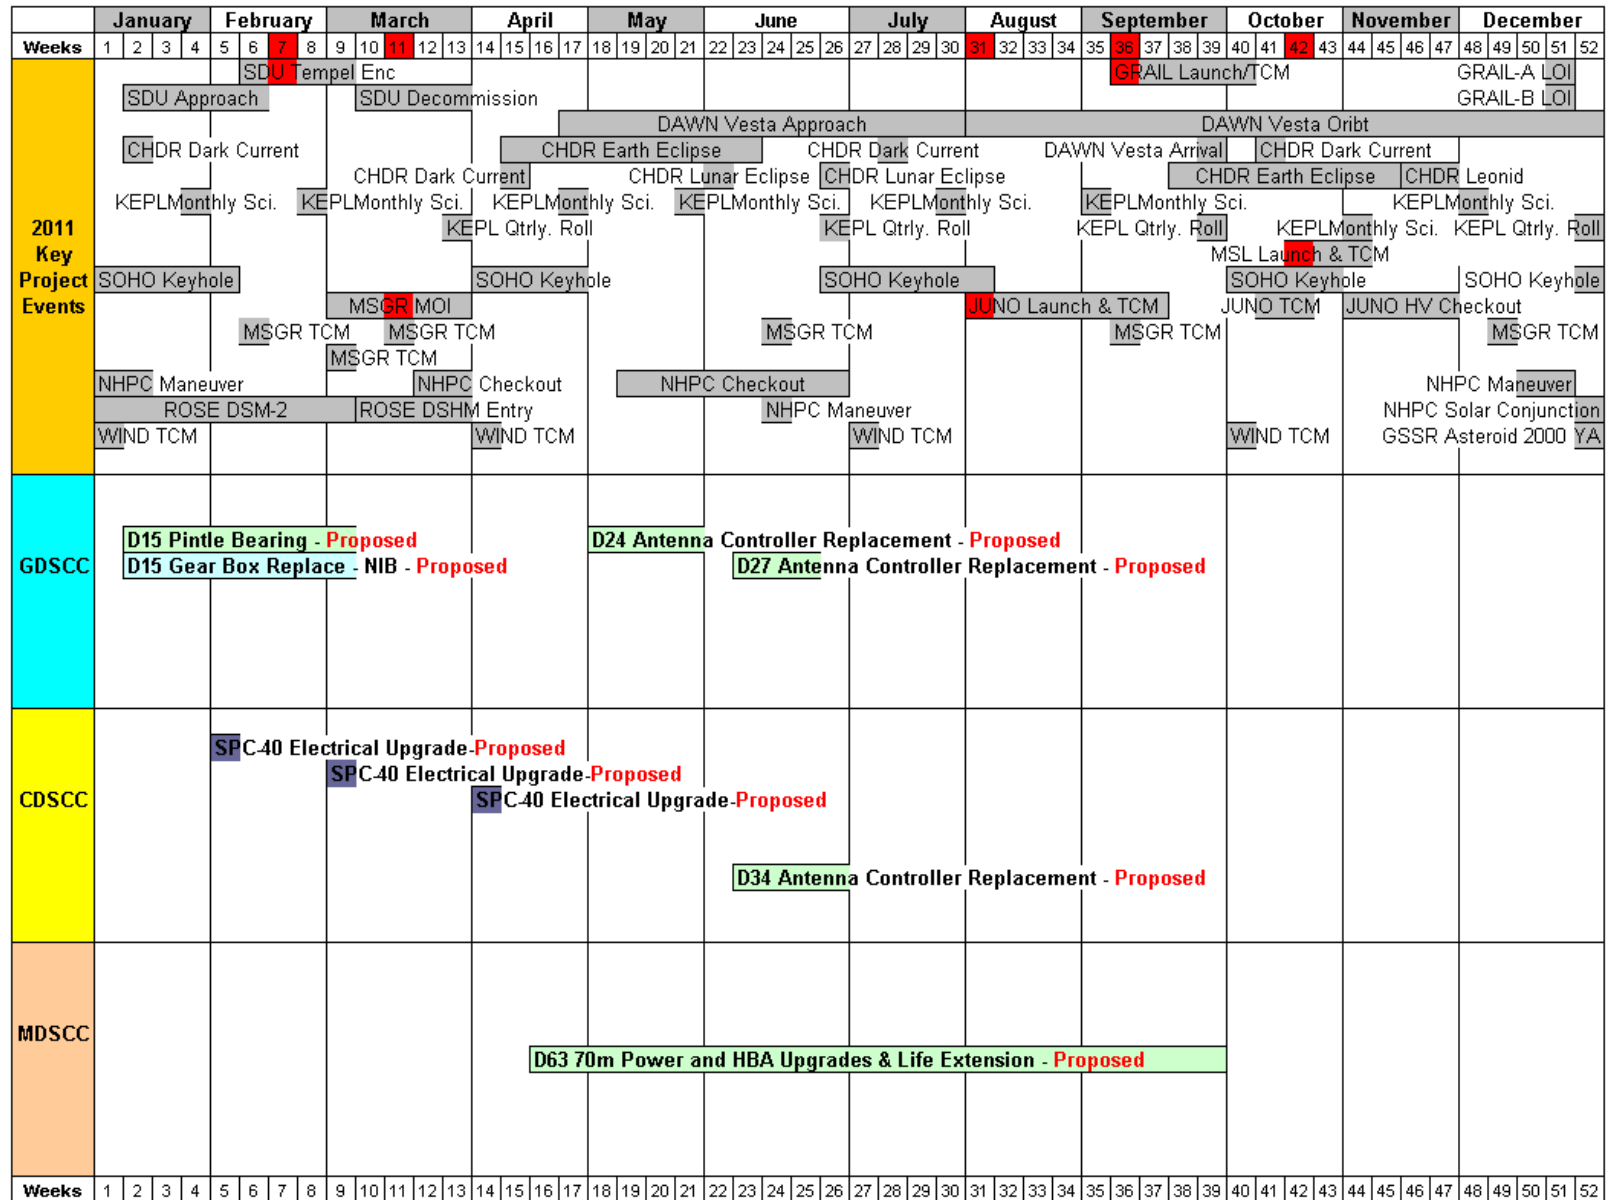 January February March April May June July August September October November December
Weeks 1 2 3 4 5 6 7 8 9 10 11 12 13 14 15 16 17 18 19 20 21 22 23 24 25 26 27 28 29 30 31 32 33 34 35 36 37 38 39 40 41 42 43 44 45 46 47 48 49 50 51 52
2011 Key Project Events
SDU Tempel Enc GRAIL Launch/TCM GRAIL-A LOI
SDU Approach SDU Decommission GRAIL-B LOI
DAWN Vesta Approach DAWN Vesta Oribt
CHDR Dark Current CHDR Earth Eclipse CHDR Dark Current DAWN Vesta Arrival CHDR Dark Current
CHDR Dark Current CHDR Lunar Eclipse CHDR Lunar Eclipse CHDR Earth Eclipse CHDR Leonid
KEPLMonthly Sci. KEPLMonthly Sci. KEPLMonthly Sci. KEPLMonthly Sci. KEPLMonthly Sci. KEPLMonthly Sci. KEPLMonthly Sci.
KEPL Qtrly. Roll KEPL Qtrly. Roll KEPL Qtrly. Roll KEPLMonthly Sci. KEPL Qtrly. Roll
MSL Launch & TCM
SOHO Keyhole SOHO Keyhole SOHO Keyhole SOHO Keyhole SOHO Keyhole
MSGR MOI JUNO Launch & TCM JUNO TCM JUNO HV Checkout
MSGR TCM MSGR TCM MSGR TCM MSGR TCM MSGR TCM
MSGR TCM
NHPC Maneuver NHPC Checkout NHPC Checkout NHPC Maneuver
ROSE DSM-2 ROSE DSHM Entry NHPC Maneuver NHPC Solar Conjunction
WIND TCM WIND TCM WIND TCM WIND TCM GSSR Asteroid 2000 YA
GDSCC
D15 Pintle Bearing - Proposed D24 Antenna Controller Replacement - Proposed
D15 Gear Box Replace - NIB - Proposed D27 Antenna Controller Replacement - Proposed
CDSCC
SPC-40 Electrical Upgrade-Proposed
SPC-40 Electrical Upgrade-Proposed
SPC-40 Electrical Upgrade-Proposed
D34 Antenna Controller Replacement - Proposed
MDSCC
D63 70m Power and HBA Upgrades & Life Extension - Proposed
Weeks 1 2 3 4 5 6 7 8 9 10 11 12 13 14 15 16 17 18 19 20 21 22 23 24 25 26 27 28 29 30 31 32 33 34 35 36 37 38 39 40 41 42 43 44 45 46 47 48 49 50 51 52